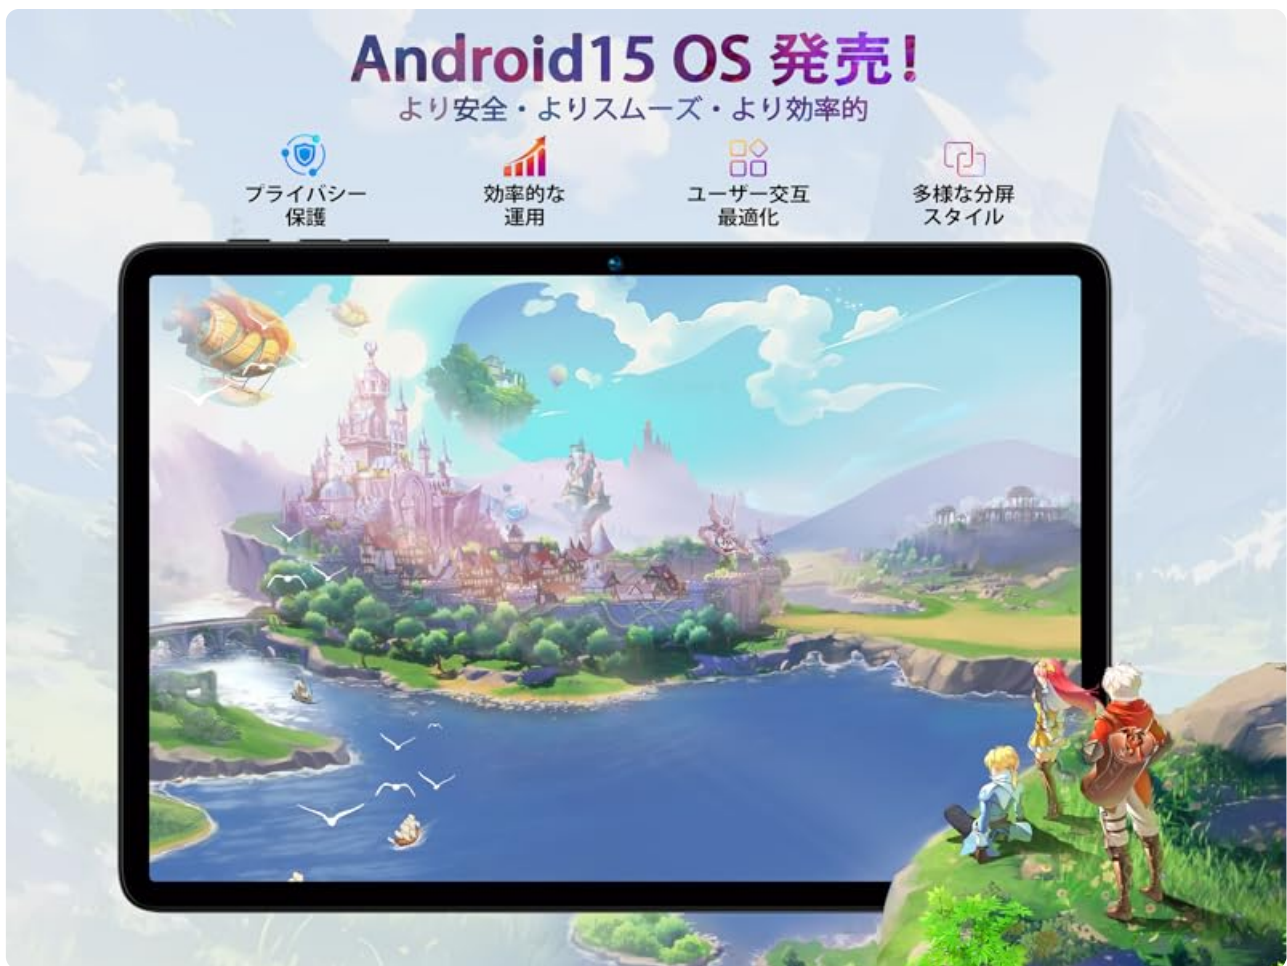 Android15 OS 発売！
より安全・よりスムーズ・より効率的
プライバシー
保護
効率的な
運用
ユーザー交互
最適化
多様な分屏
スタイル